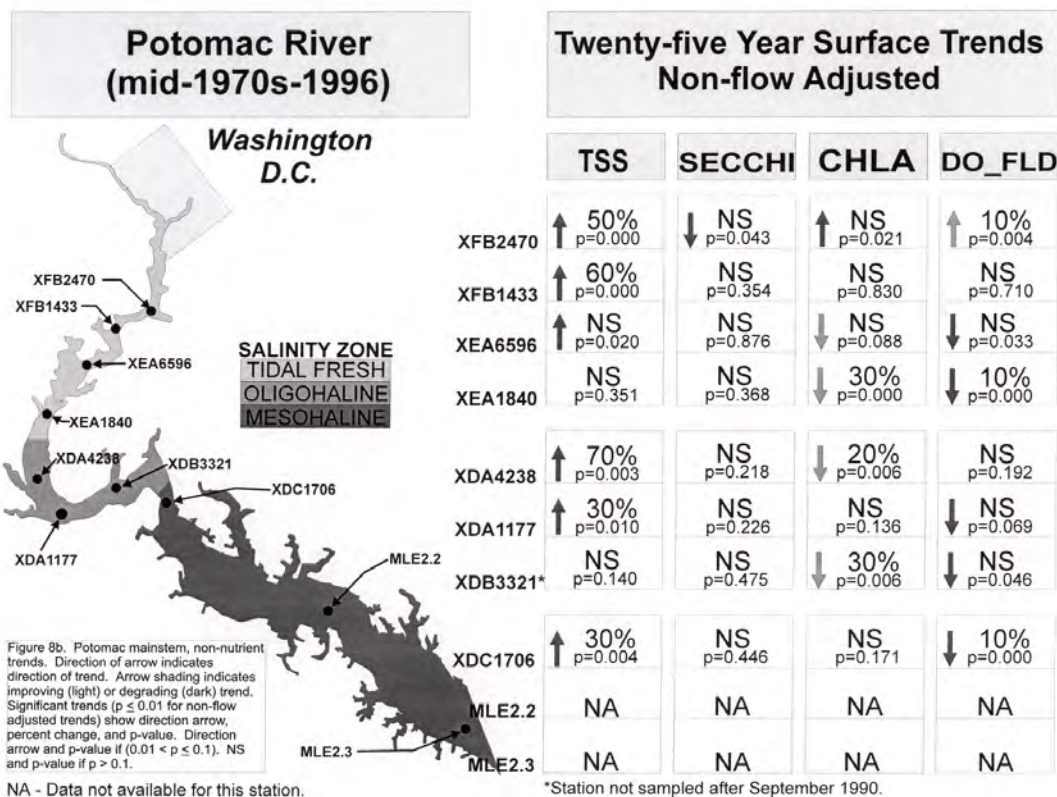 Potomac River
(mid-1970s-1996)
Washington
D.C.
XFB2470
XFB1433
XEA6596
SALINITY ZONE
TIDAL FRESH
OLIGOHALINE
MESOHALINE
XEA1840
XDA4238
XDB3321
XDC1706
XDA1177
MLE2.2
MLE2.3
Figure 8b. Potomac mainstem, non-nutrient
trends. Direction of arrow indicates
direction of trend. Arrow shading indicates
improving (light) or degrading (dark) trend.
Significant trends (p ≤ 0.01 for non-flow
adjusted trends) show direction arrow,
percent change, and p-value. Direction
arrow and p-value if (0.01 < p ≤ 0.1). NS
and p-value if p > 0.1.
NA - Data not available for this station.
Twenty-five Year Surface Trends
Non-flow Adjusted
TSS SECCHI CHLA DO_FLD
XFB2470 50% NS NS 10%
p=0.000 p=0.043 p=0.021 p=0.004
XFB1433 60% NS NS NS
p=0.000 p=0.354 p=0.830 p=0.710
XEA6596 NS NS NS NS
p=0.020 p=0.876 p=0.088 p=0.033
XEA1840 NS NS 30% 10%
p=0.351 p=0.368 p=0.000 p=0.000
XDA4238 70% NS 20% NS
p=0.003 p=0.218 p=0.006 p=0.192
XDA1177 30% NS NS NS
p=0.010 p=0.226 p=0.136 p=0.069
XDB3321* NS NS 30% NS
p=0.140 p=0.475 p=0.006 p=0.046
XDC1706 30% NS NS 10%
p=0.004 p=0.446 p=0.171 p=0.000
MLE2.2 NA NA NA NA
MLE2.3 NA NA NA NA
*Station not sampled after September 1990.